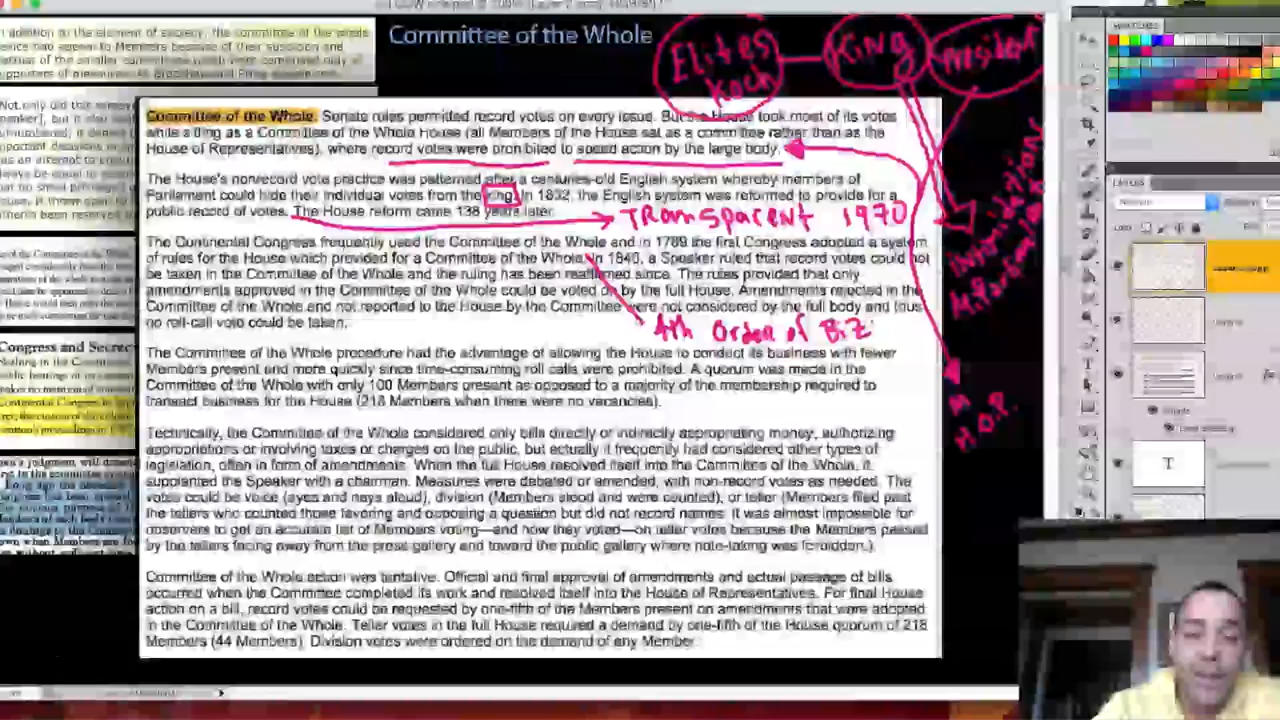 Committee of the Whole
Elites
Koch
King
President
Committee of the Whole. Senate rules permitted record votes on every issue. But the House took most of its votes
while sitting as a Committee of the Whole House (all Members of the House sat as a committee rather than as the
House of Representatives), where record votes were prohibited to speed action by the large body.
The House's nonrecord vote practice was patterned after a centuries-old English system whereby members of
Parliament could hide their individual votes from the king. In 1832, the English system was reformed to provide for a
public record of votes. The House reform came 138 years later.
Transparent 1970
Intimidation
The Continental Congress frequently used the Committee of the Whole and in 1789 the first Congress adopted a system
of rules for the House which provided for a Committee of the Whole. In 1840, a Speaker ruled that record votes could not
be taken in the Committee of the Whole and the ruling has been reaffirmed since. The rules provided that only
amendments approved in the Committee of the Whole could be voted on by the full House. Amendments rejected in the
Committee of the Whole and not reported to the House by the Committee were not considered by the full body and thus
no roll-call vote could be taken.
4th Order of Biz
The Committee of the Whole procedure had the advantage of allowing the House to conduct its business with fewer
Members present and more quickly since time-consuming roll calls were prohibited. A quorum was made in the
Committee of the Whole with only 100 Members present as opposed to a majority of the membership required to
transact business for the House (218 Members when there were no vacancies).
Technically, the Committee of the Whole considered only bills directly or indirectly appropriating money, authorizing
appropriations or involving taxes or charges on the public, but actually it frequently had considered other types of
legislation, often in form of amendments. When the full House resolved itself into the Committee of the Whole, it
supplanted the Speaker with a chairman. Measures were debated or amended, with non-record votes as needed. The
votes could be voice (ayes and nays aloud), division (Members stood and were counted), or teller (Members filed past
the tellers who counted those favoring and opposing a question but did not record names. It was almost impossible for
observers to get an accurate list of Members voting—and how they voted—on teller votes because the Members passed
by the tellers facing away from the press gallery and toward the public gallery where note-taking was forbidden.)
Committee of the Whole action was tentative. Official and final approval of amendments and actual passage of bills
occurred when the Committee completed its work and resolved itself into the House of Representatives. For final House
action on a bill, record votes could be requested by one-fifth of the Members present on amendments that were adopted
in the Committee of the Whole. Teller votes in the full House required a demand by one-fifth of the House quorum of 218
Members (44 Members). Division votes were ordered on the demand of any Member.
Congress and Secre
T